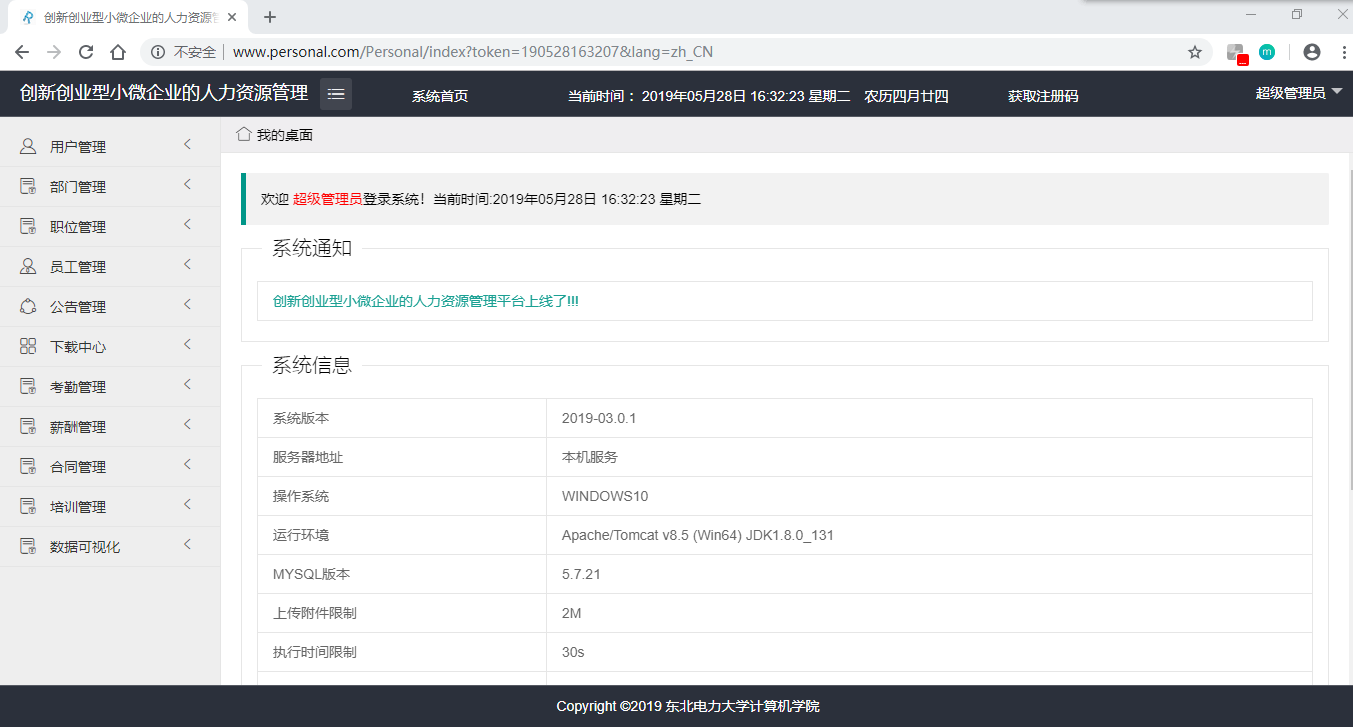 创新创业型小微企业的人力资源管
不安全 www.personal.com/Personal/index?token=190528163207&lang=zh_CN
创新创业型小微企业的人力资源管理 系统首页 当前时间： 2019年05月28日 16:32:23 星期二 农历四月廿四 获取注册码 超级管理员
用户管理
部门管理
职位管理
员工管理
公告管理
下载中心
考勤管理
薪酬管理
合同管理
培训管理
数据可视化
我的桌面
欢迎 超级管理员登录系统！当前时间:2019年05月28日 16:32:23 星期二
系统通知
创新创业型小微企业的人力资源管理平台上线了!!!
系统信息
系统版本 2019-03.0.1
服务器地址 本机服务
操作系统 WINDOWS10
运行环境 Apache/Tomcat v8.5 (Win64) JDK1.8.0_131
MYSQL版本 5.7.21
上传附件限制 2M
执行时间限制 30s
Copyright ©2019 东北电力大学计算机学院